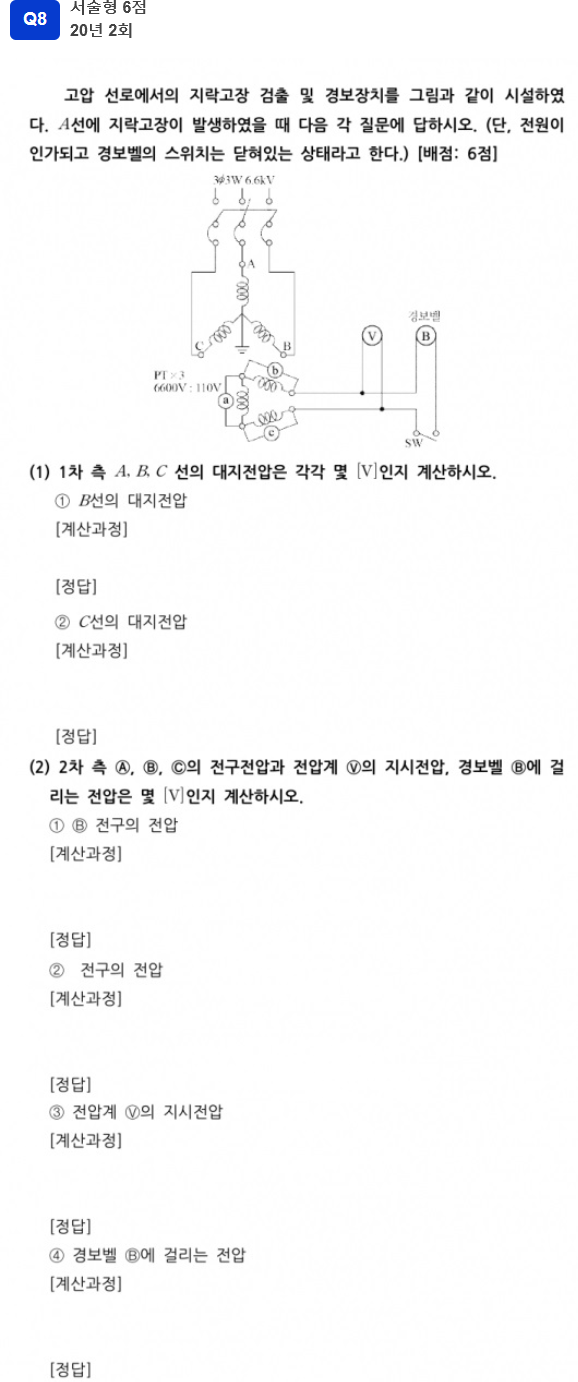 Q8
서술형 6점
20년 2회
고압 선로에서의 지락고장 검출 및 경보장치를 그림과 같이 시설하였
다. A선에 지락고장이 발생하였을 때 다음 각 질문에 답하시오. (단, 전원이
인가되고 경보벨의 스위치는 닫혀있는 상태라고 한다.) [배점: 6점]
3φ3W 6.6kV
A
경보벨
C
B
V
B
PT×3
6600V : 110V
b
a
c
SW
(1) 1차 측 A, B, C 선의 대지전압은 각각 몇 [V]인지 계산하시오.
① B선의 대지전압
[계산과정]
[정답]
② C선의 대지전압
[계산과정]
[정답]
(2) 2차 측 Ⓐ, Ⓑ, Ⓒ의 전구전압과 전압계 Ⓥ의 지시전압, 경보벨 Ⓑ에 걸
리는 전압은 몇 [V]인지 계산하시오.
① Ⓑ 전구의 전압
[계산과정]
[정답]
② 전구의 전압
[계산과정]
[정답]
③ 전압계 Ⓥ의 지시전압
[계산과정]
[정답]
④ 경보벨 Ⓑ에 걸리는 전압
[계산과정]
[정답]